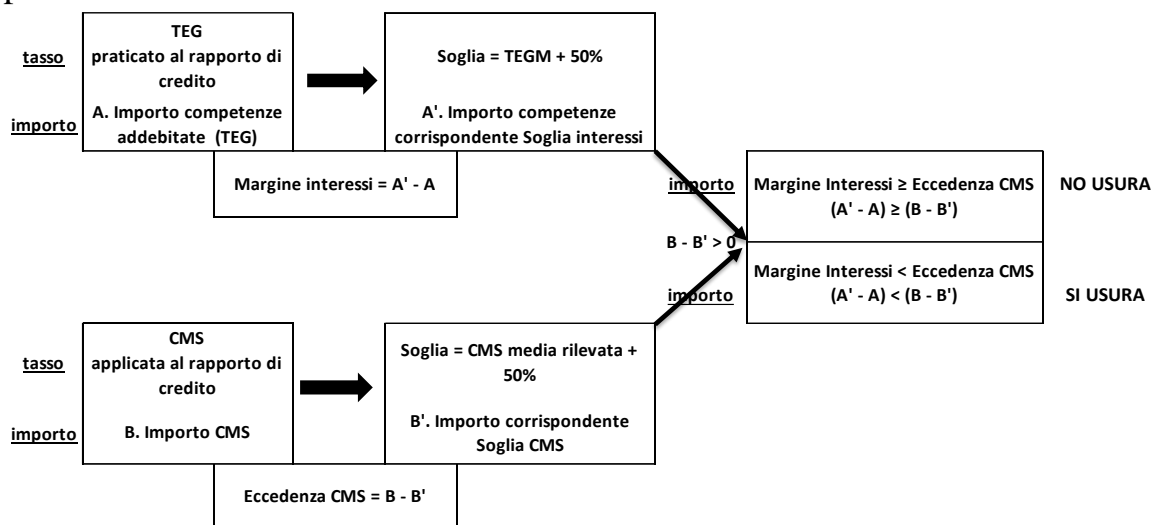 TEG
praticato al rapporto di
credito
tasso
A. Importo competenze
addebitate (TEG)
importo
Soglia = TEGM + 50%
A'. Importo competenze
corrispondente Soglia interessi
Margine interessi = A' - A
importo
Margine Interessi ≥ Eccedenza CMS
(A' - A) ≥ (B - B')
NO USURA
B - B' > 0
Margine Interessi < Eccedenza CMS
(A' - A) < (B - B')
importo
SI USURA
CMS
applicata al rapporto di
credito
tasso
B. Importo CMS
importo
Soglia = CMS media rilevata +
50%
B'. Importo corrispondente
Soglia CMS
Eccedenza CMS = B - B'